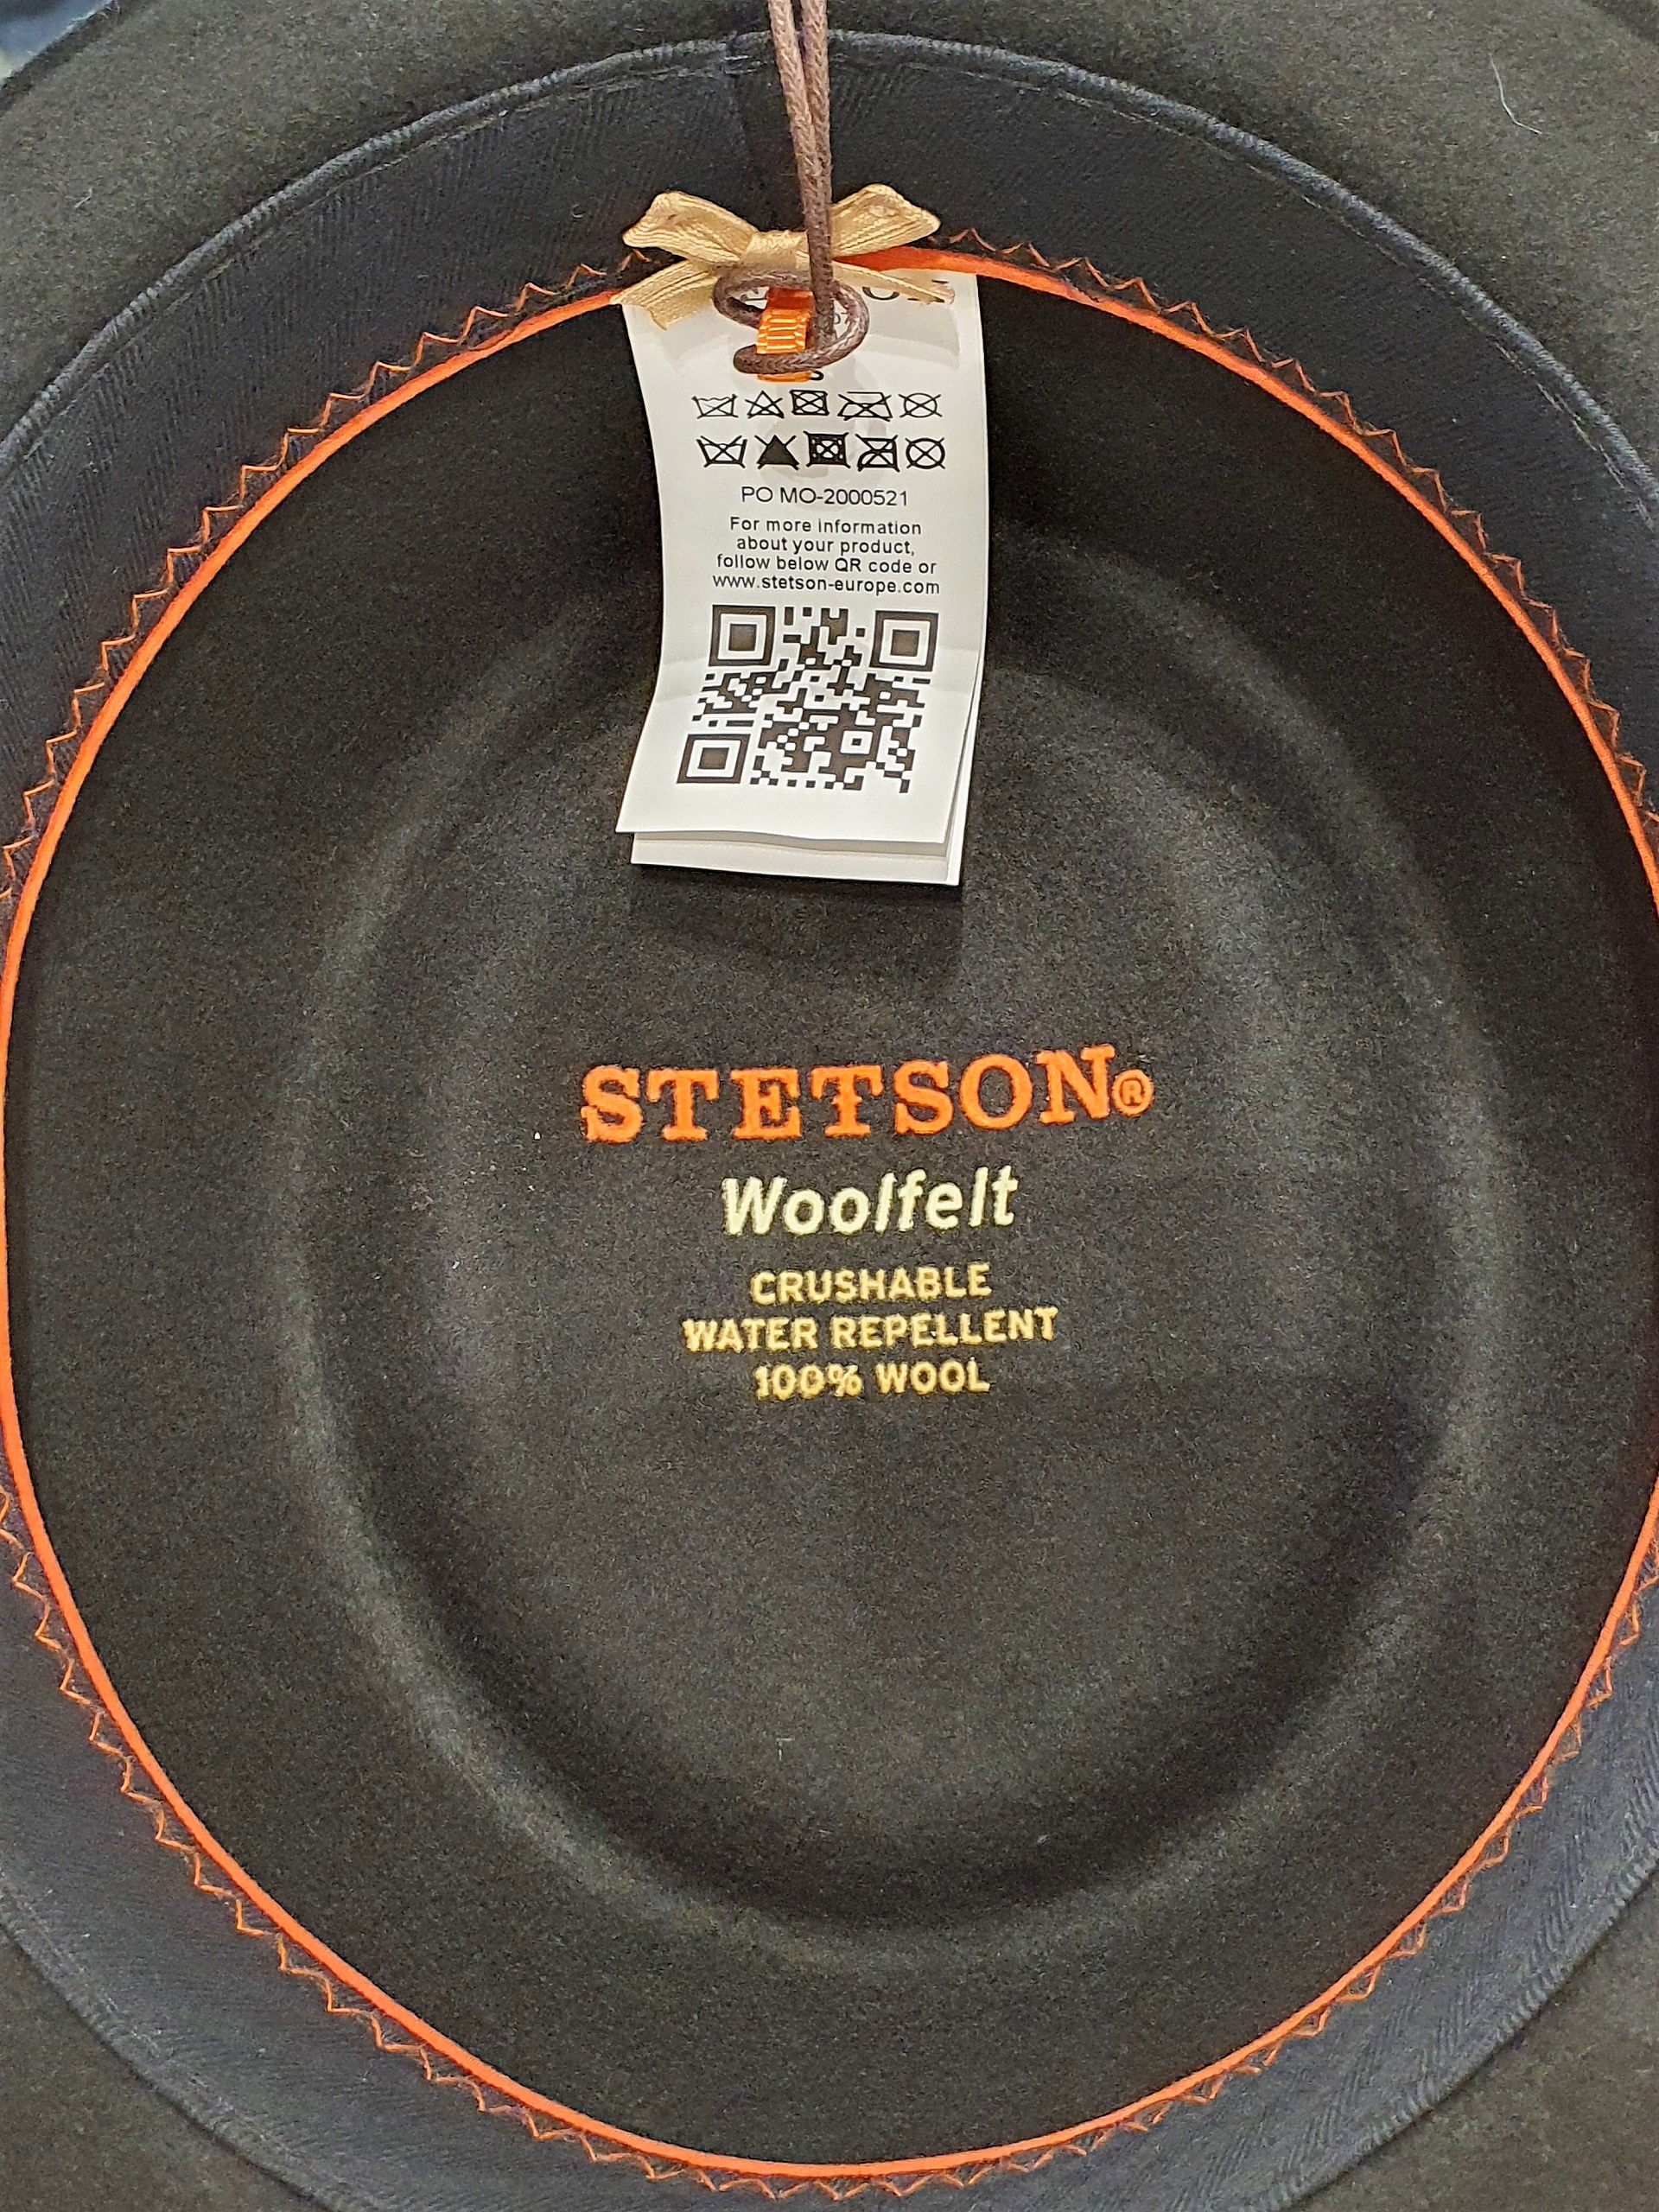 PO MO-2000521
For more information
about your product,
follow below QR code or
www.stetson-europe.com
STETSON®
Woolfelt
CRUSHABLE
WATER REPELLENT
100% WOOL